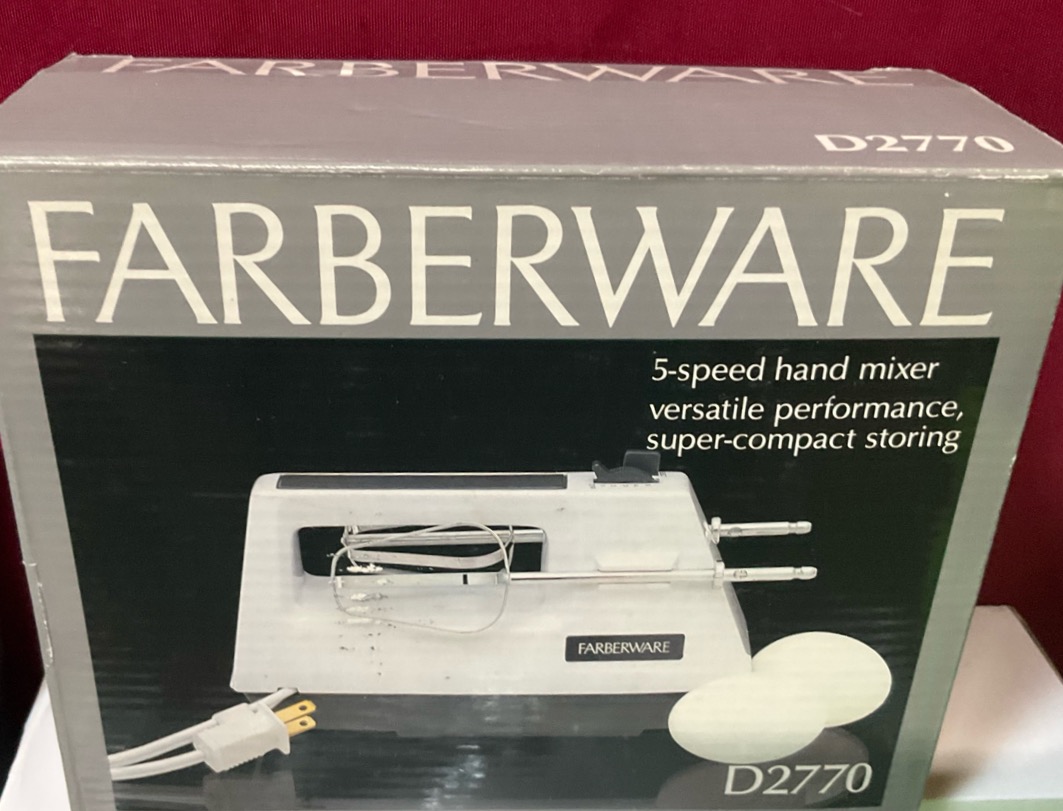 FARBERWARE
D2770
FARBERWARE
5-speed hand mixer
versatile performance,
super-compact storing
FARBERWARE
D2770